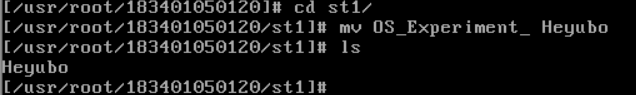 [/usr/root/183401050120]# cd st1/
[/usr/root/183401050120/st1]# mv OS_Experiment_ Heyubo
[/usr/root/183401050120/st1]# ls
Heyubo
[/usr/root/183401050120/st1]#